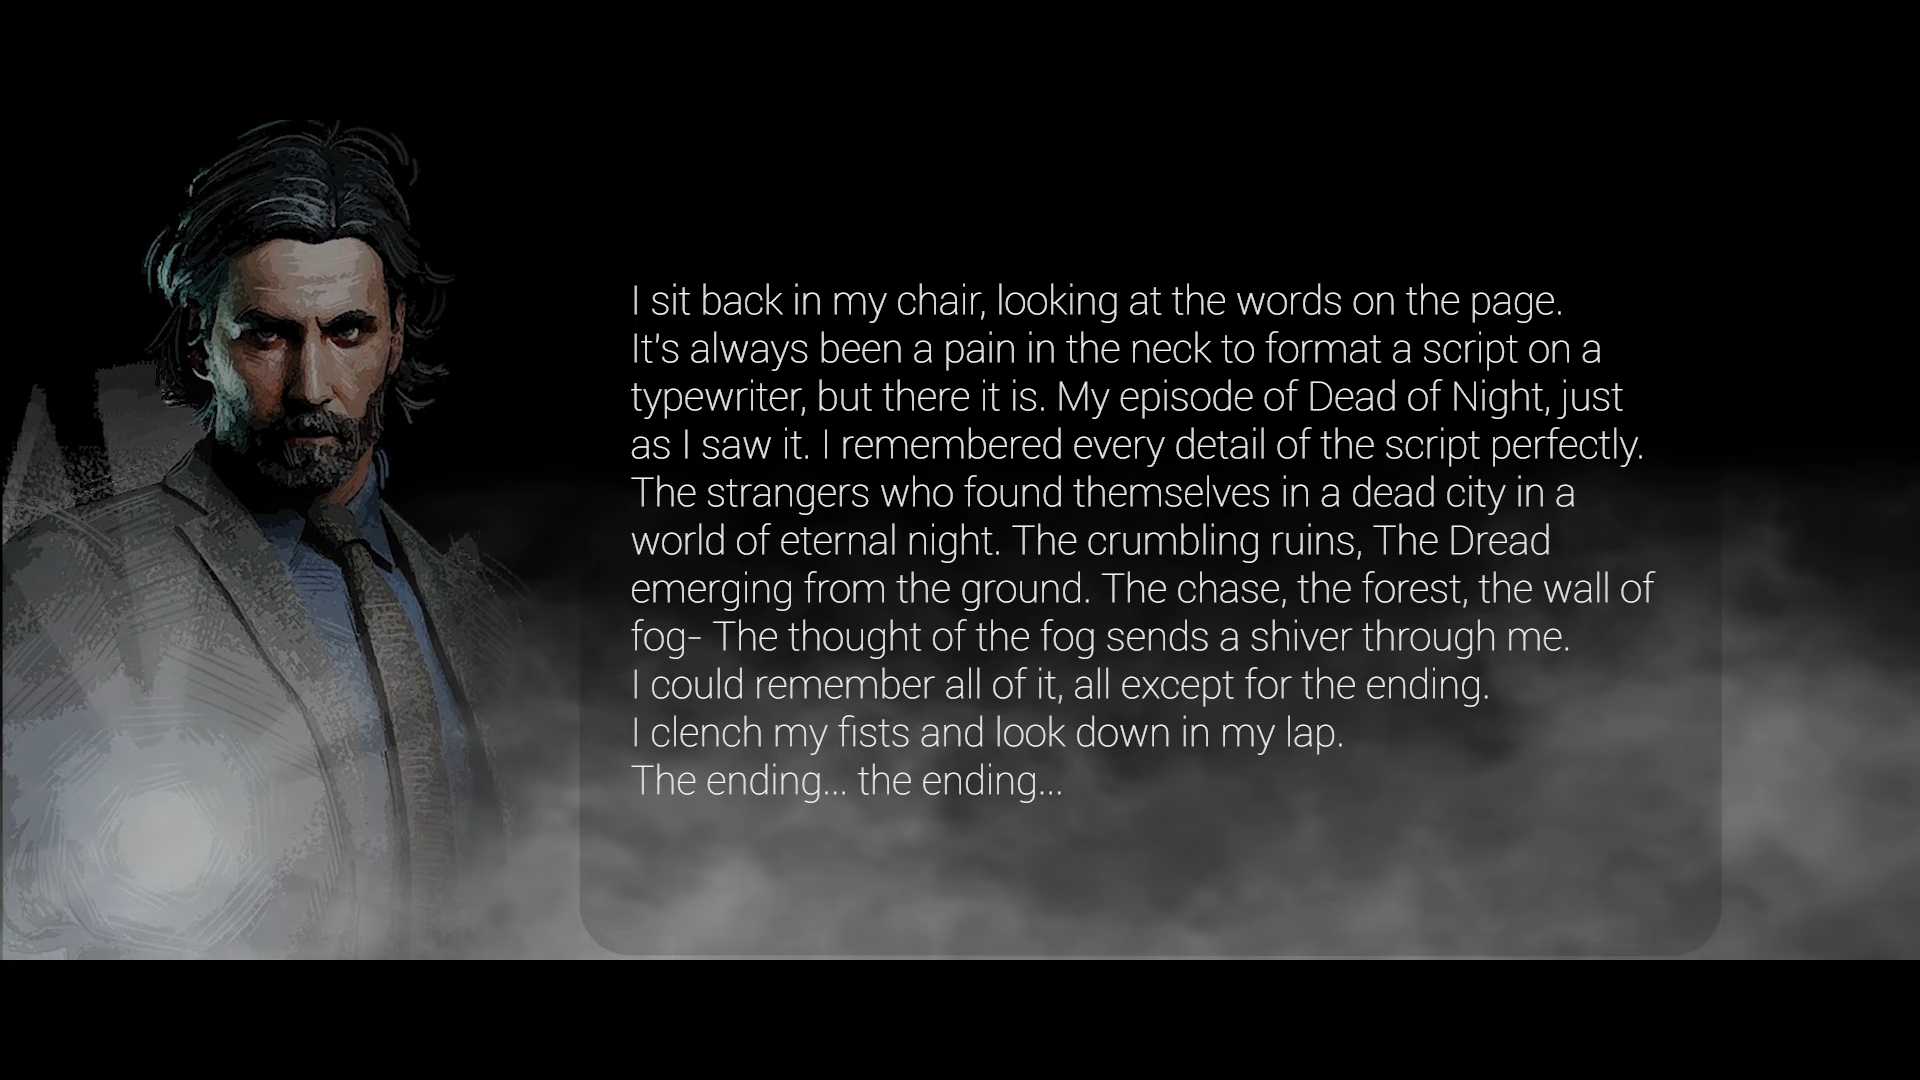 I sit back in my chair, looking at the words on the page.
It's always been a pain in the neck to format a script on a
typewriter, but there it is. My episode of Dead of Night, just
as I saw it. I remembered every detail of the script perfectly.
The strangers who found themselves in a dead city in a
world of eternal night. The crumbling ruins, The Dread
emerging from the ground. The chase, the forest, the wall of
fog- The thought of the fog sends a shiver through me.
I could remember all of it, all except for the ending.
I clench my fists and look down in my lap.
The ending... the ending...